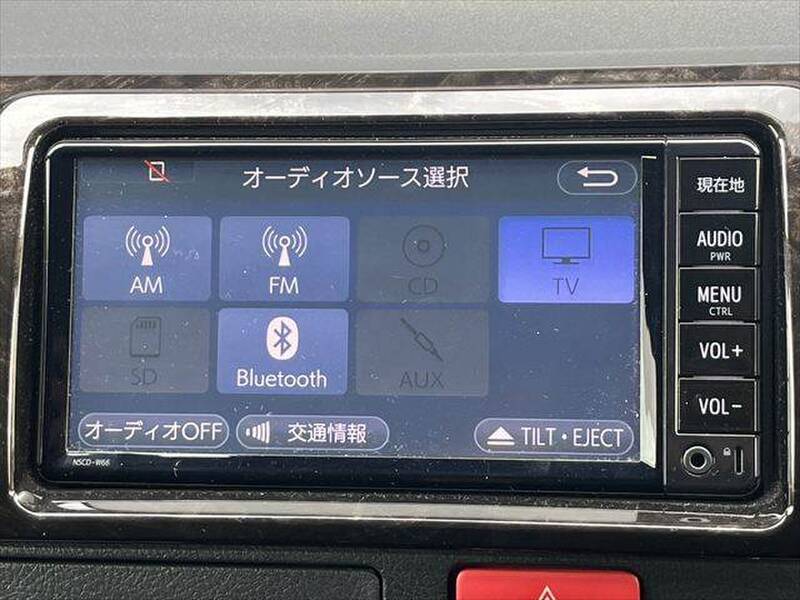 オーディオソース選択
AM
FM
CD
TV
SD
Bluetooth
AUX
オーディオOFF
交通情報
TILT・EJECT
NSCD-W66
現在地
AUDIO
PWR
MENU
CTRL
VOL+
VOL-